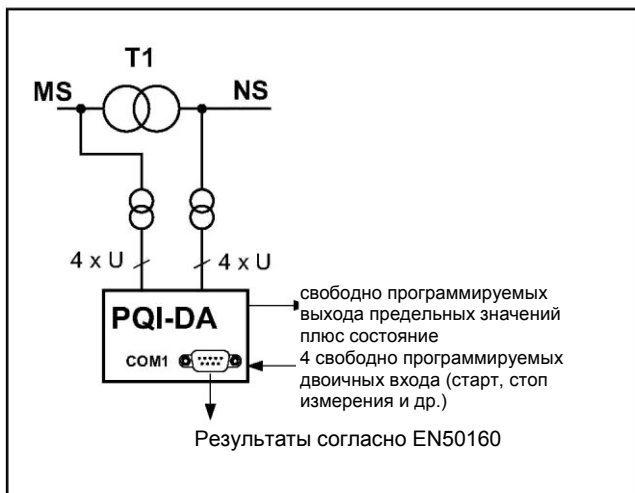 T1
MS
NS
4 x U
4 x U
PQI-DA
COM1
свободно программируемых
выхода предельных значений
плюс состояние
4 свободно программируемых
двоичных входа (старт, стоп
измерения и др.)
Результаты согласно EN50160